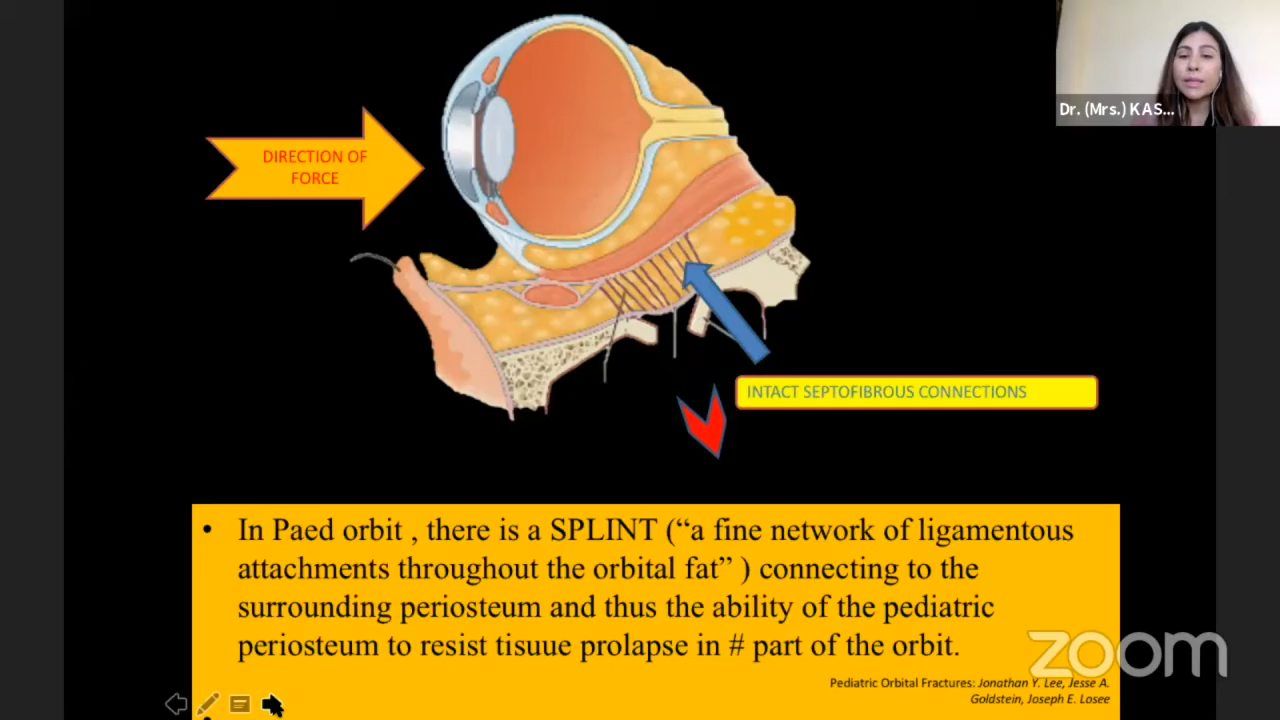 Dr. (Mrs.) KAS...
DIRECTION OF
FORCE
INTACT SEPTOFIBROUS CONNECTIONS
• In Paed orbit , there is a SPLINT (“a fine network of ligamentous
attachments throughout the orbital fat” ) connecting to the
surrounding periosteum and thus the ability of the pediatric
periosteum to resist tisuue prolapse in # part of the orbit.
zoom
Pediatric Orbital Fractures: Jonathan Y. Lee, Jesse A.
Goldstein, Joseph E. Losee